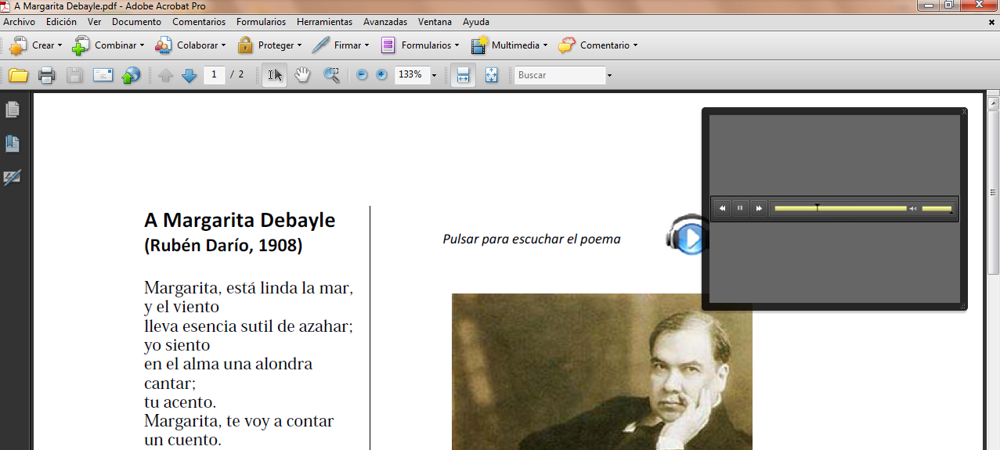 A Margarita Debayle.pdf - Adobe Acrobat Pro
Archivo Edición Ver Documento Comentarios Formularios Herramientas Avanzadas Ventana Ayuda
Crear Combinar Colaborar Proteger Firmar Formularios Multimedia Comentario
1 / 2 133% Buscar
A Margarita Debayle
(Rubén Darío, 1908)
Pulsar para escuchar el poema
Margarita, está linda la mar,
y el viento
lleva esencia sutil de azahar;
yo siento
en el alma una alondra
cantar;
tu acento.
Margarita, te voy a contar
un cuento.